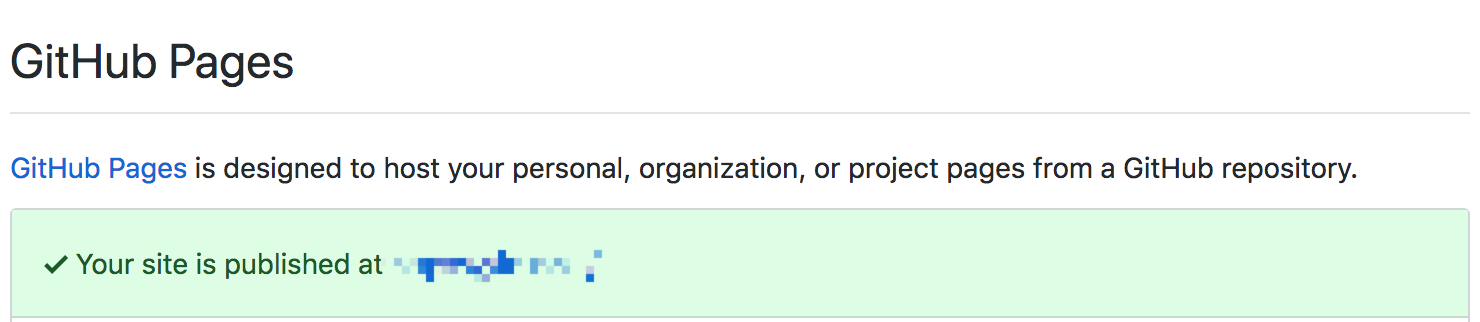 GitHub Pages
GitHub Pages is designed to host your personal, organization, or project pages from a GitHub repository.
✓ Your site is published at